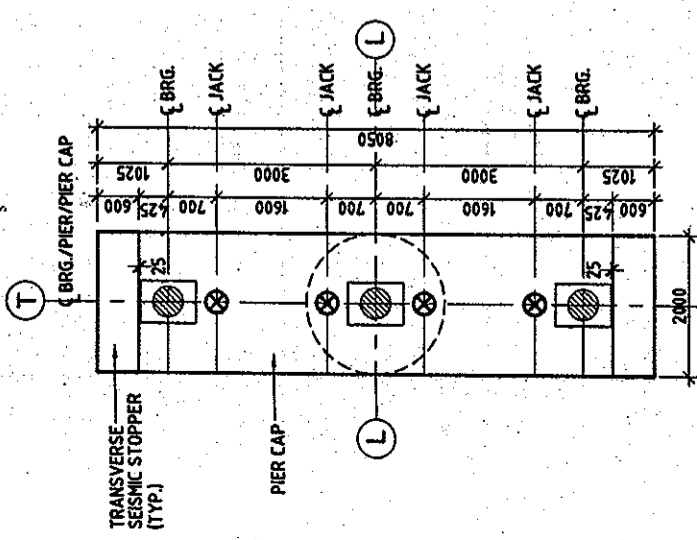 T
℄ BRG./PIER/PIER CAP
TRANSVERSE
SEISMIC STOPPER
(TYP.)
PIER CAP
L
L
℄ BRG.
℄ JACK
℄ JACK
℄ BRG.
℄ JACK
℄ JACK
℄ BRG.
8050
1025
3000
3000
1025
600
425
700
1600
700
700
1600
700
425
600
25
25
2000